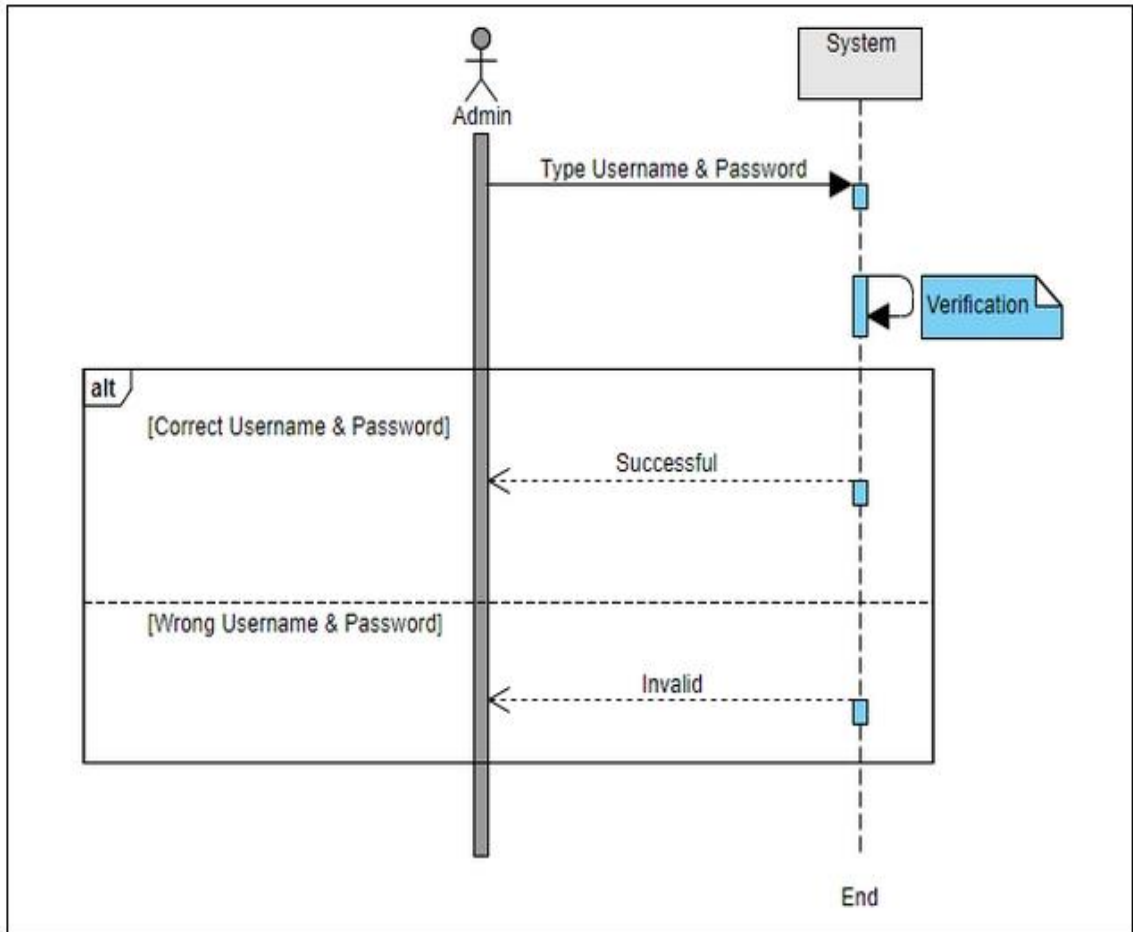 System
Admin
Type Username & Password
Verification
alt
[Correct Username & Password]
Successful
[Wrong Username & Password]
Invalid
End